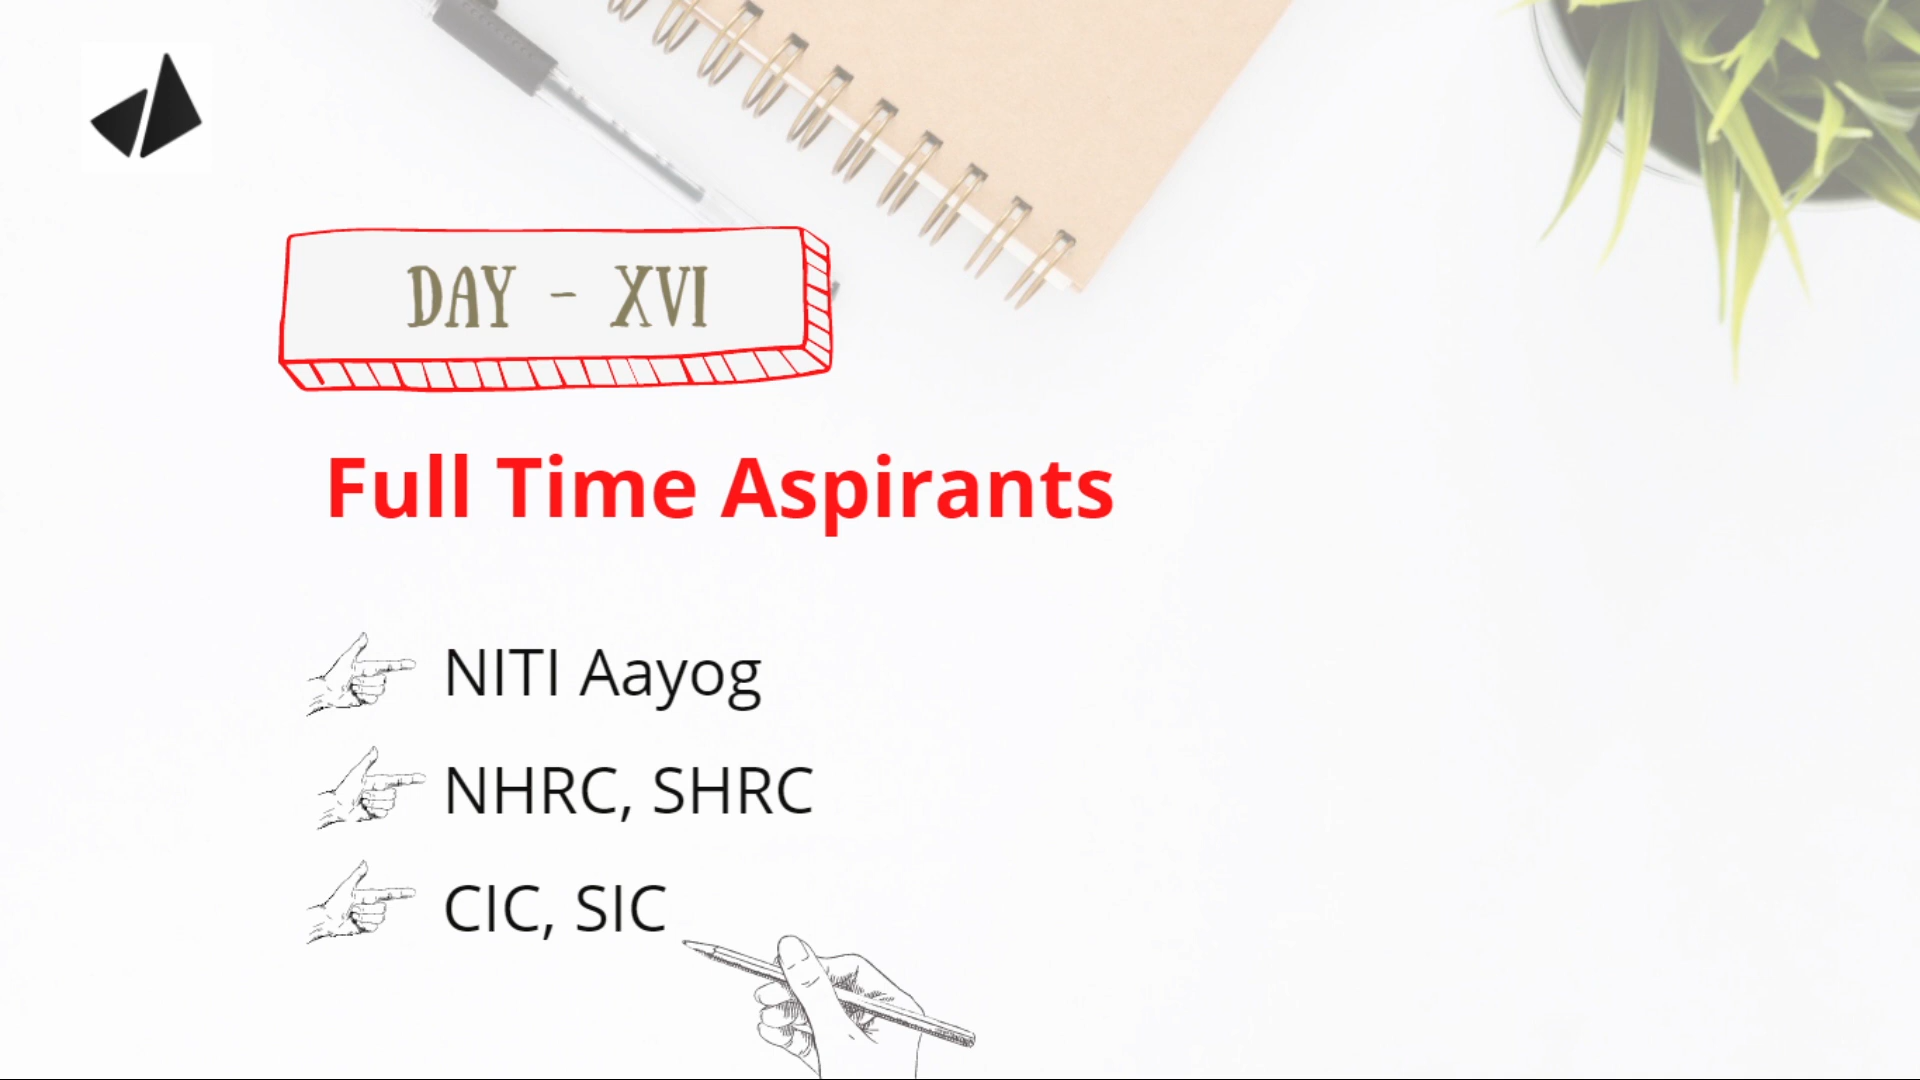 DAY - XVI
Full Time Aspirants
NITI Aayog
NHRC, SHRC
CIC, SIC